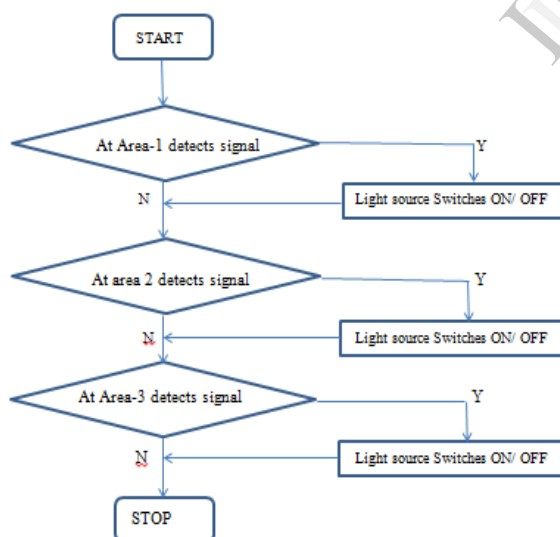 START
At Area-1 detects signal
Y
N
Light source Switches ON/ OFF
At area 2 detects signal
Y
N
Light source Switches ON/ OFF
At Area-3 detects signal
Y
N
Light source Switches ON/ OFF
STOP